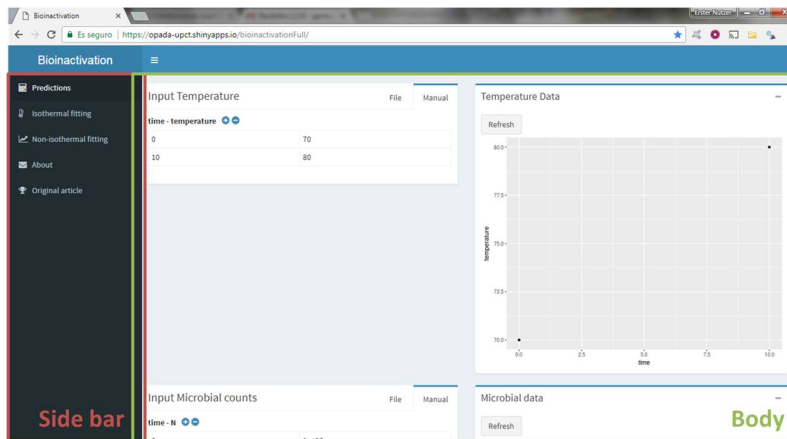 Bioinactivation
Erster Nutzer
Es seguro | https://opada-upct.shinyapps.io/bioinactivationFull/
Bioinactivation
Predictions
Isothermal fitting
Non-isothermal fitting
About
Original article
Side bar
Input Temperature File Manual
time - temperature
0 70
10 80
Temperature Data
Refresh
80.0
77.5
75.0
72.5
70.0
temperature
0.0 2.5 5.0 7.5 10.0
time
Input Microbial counts File Manual
time - N
Microbial data
Refresh
Body